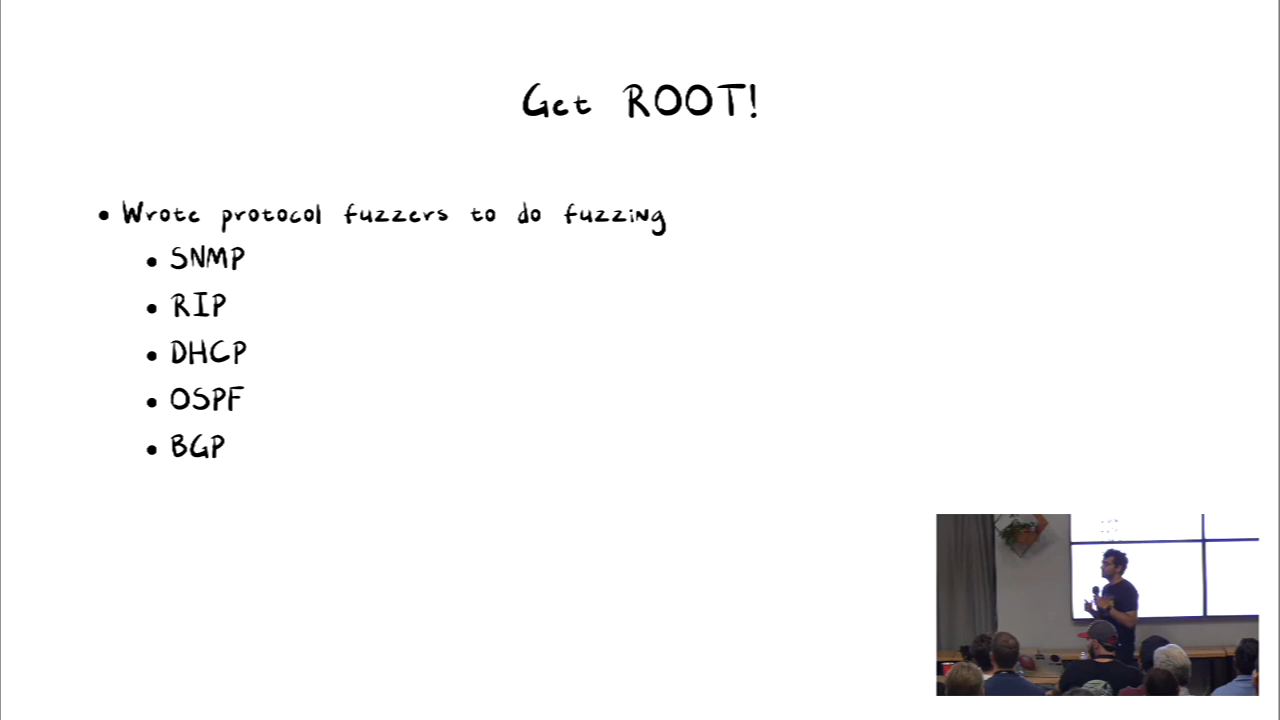 Get ROOT!
• Wrote protocol fuzzers to do fuzzing
• SNMP
• RIP
• DHCP
• OSPF
• BGP